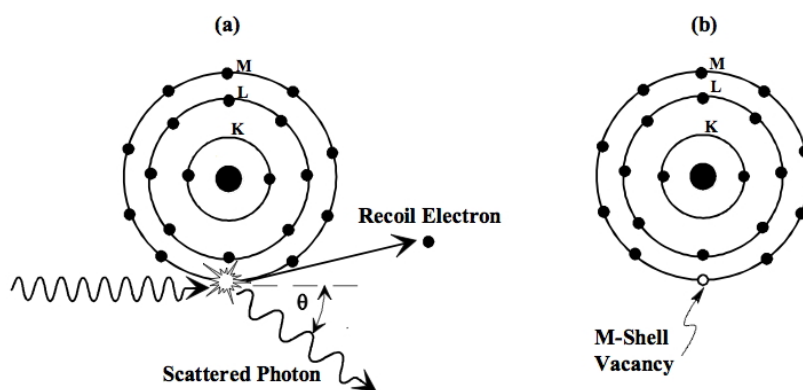 (a)
(b)
M
L
K
M
L
K
Recoil Electron
θ
Scattered Photon
M-Shell
Vacancy